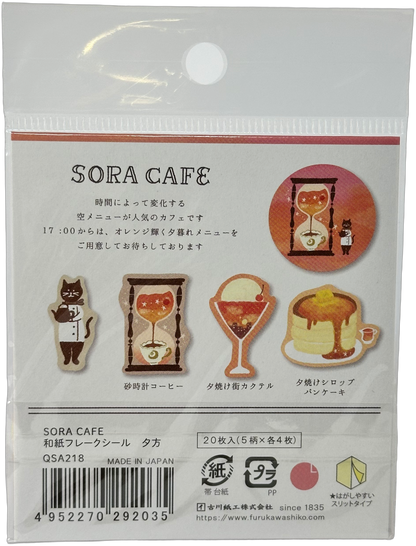 SORA CAFE
時間によって変化する
空メニューが人気のカフェです
17:00からは、オレンジ輝く夕暮れメニューを
ご用意してお待ちしております
砂時計コーヒー
夕焼け街カクテル
夕焼けシロップ
パンケーキ
SORA CAFE
和紙フレークシール 夕方
QSA218
MADE IN JAPAN
4 952270 292035
20枚入(5柄×各4枚)
紙
帯 台紙
プラ
PP
★はがしやすい
スリットタイプ
古川紙工株式会社 since 1835
https://www.furukawashiko.com